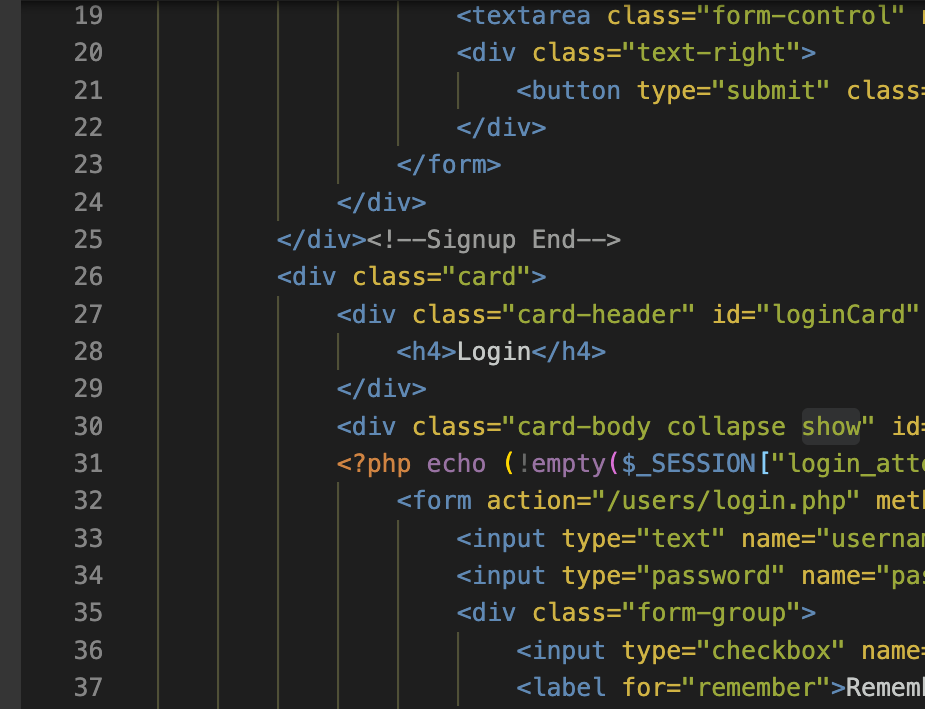 19 <textarea class="form-control"
20 <div class="text-right">
21 <button type="submit" class=
22 </div>
23 </form>
24 </div>
25 </div><!--Signup End-->
26 <div class="card">
27 <div class="card-header" id="loginCard"
28 <h4>Login</h4>
29 </div>
30 <div class="card-body collapse show" id=
31 <?php echo (!empty($_SESSION["login_atte
32 <form action="/users/login.php" meth
33 <input type="text" name="usernam
34 <input type="password" name="pas
35 <div class="form-group">
36 <input type="checkbox" name=
37 <label for="remember">Rememb